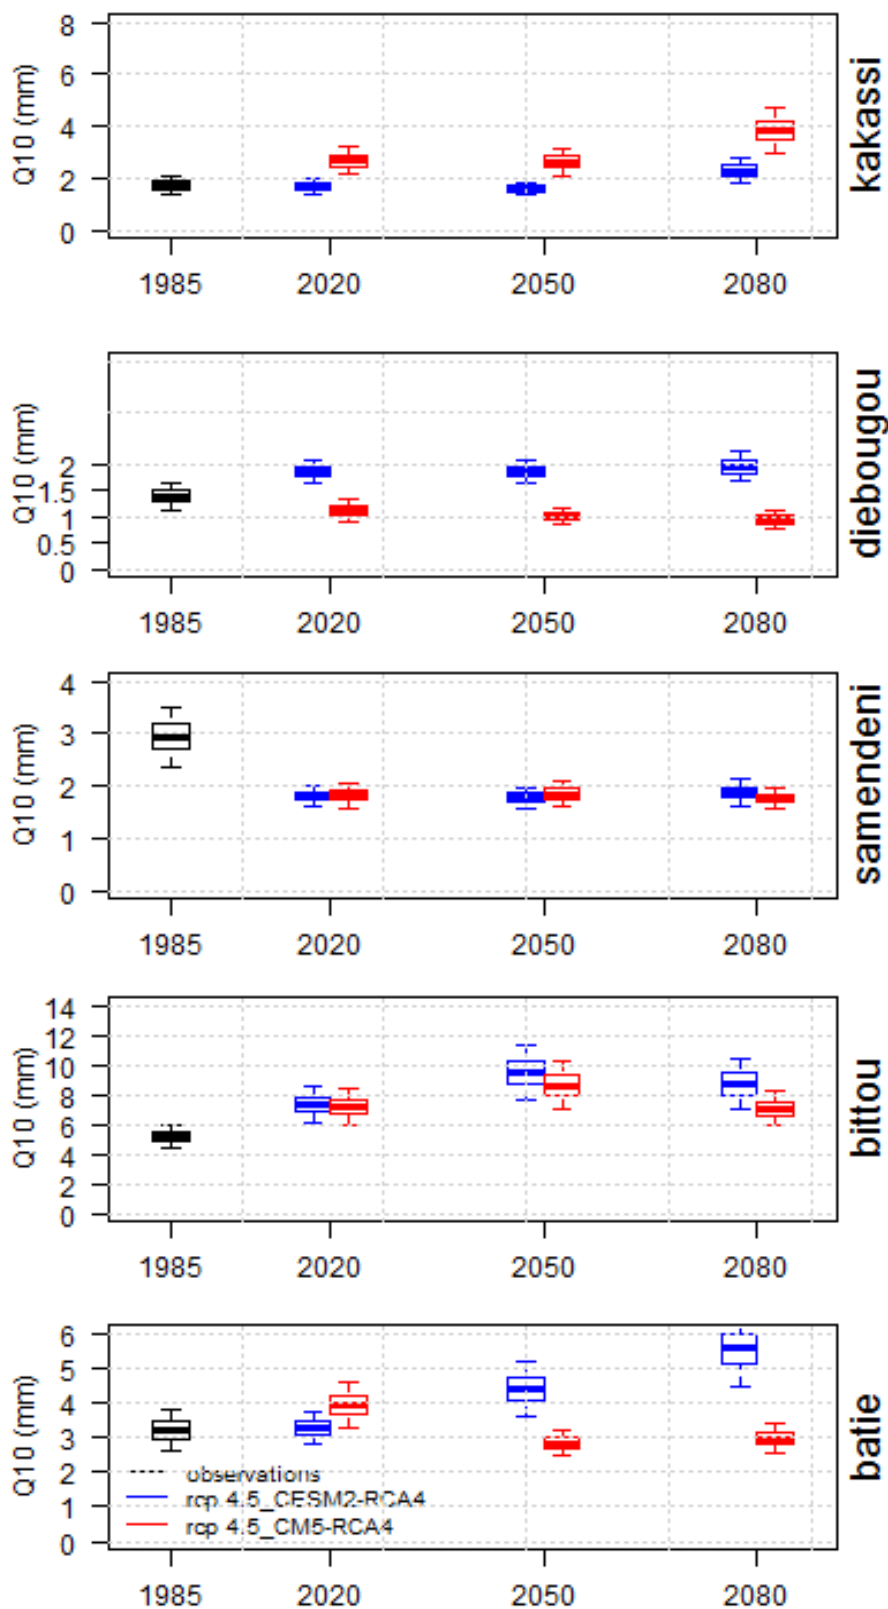 8
6
4
2
0
Q10 (mm)
kakassi
1985 2020 2050 2080
2
1.5
1
0.5
0
Q10 (mm)
diebougou
1985 2020 2050 2080
4
3
2
1
0
Q10 (mm)
samendeni
1985 2020 2050 2080
14
12
10
8
6
4
2
0
Q10 (mm)
bittou
1985 2020 2050 2080
6
5
4
3
2
1
0
Q10 (mm)
batie
observations
rcp 4.5_CESM2-RCA4
rcp 4.5_CM5-RCA4
1985 2020 2050 2080